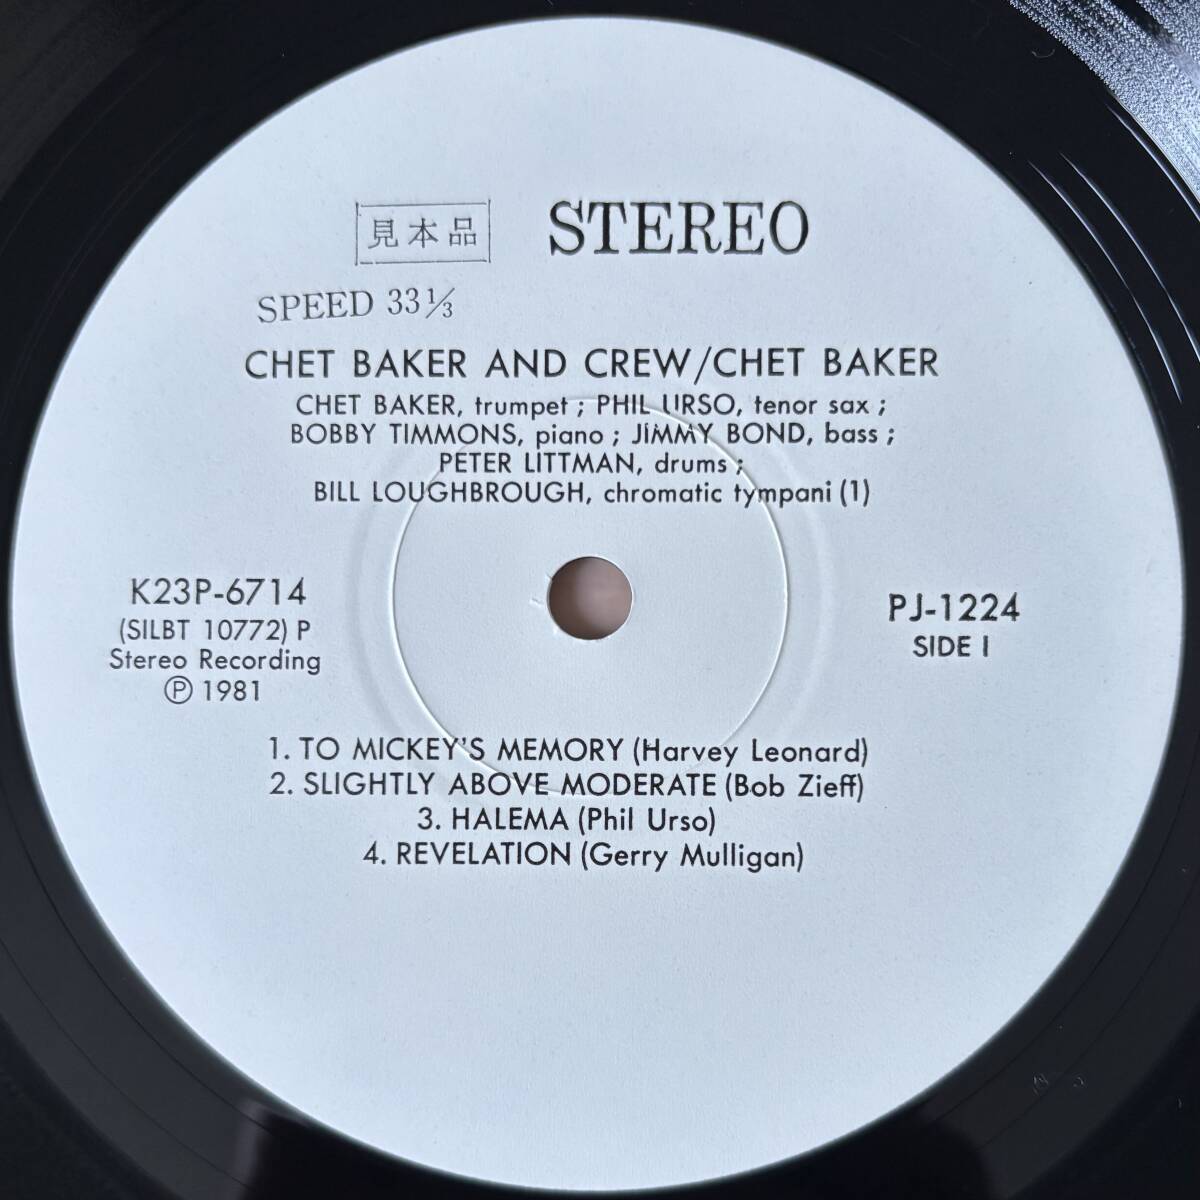 見本品 STEREO
SPEED 33⅓
CHET BAKER AND CREW/CHET BAKER
CHET BAKER, trumpet ; PHIL URSO, tenor sax ;
BOBBY TIMMONS, piano ; JIMMY BOND, bass ;
PETER LITTMAN, drums ;
BILL LOUGHBROUGH, chromatic tympani (1)
K23P-6714
(SILBT 10772) P
Stereo Recording
Ⓟ 1981
PJ-1224
SIDE I
1. TO MICKEY'S MEMORY (Harvey Leonard)
2. SLIGHTLY ABOVE MODERATE (Bob Zieff)
3. HALEMA (Phil Urso)
4. REVELATION (Gerry Mulligan)